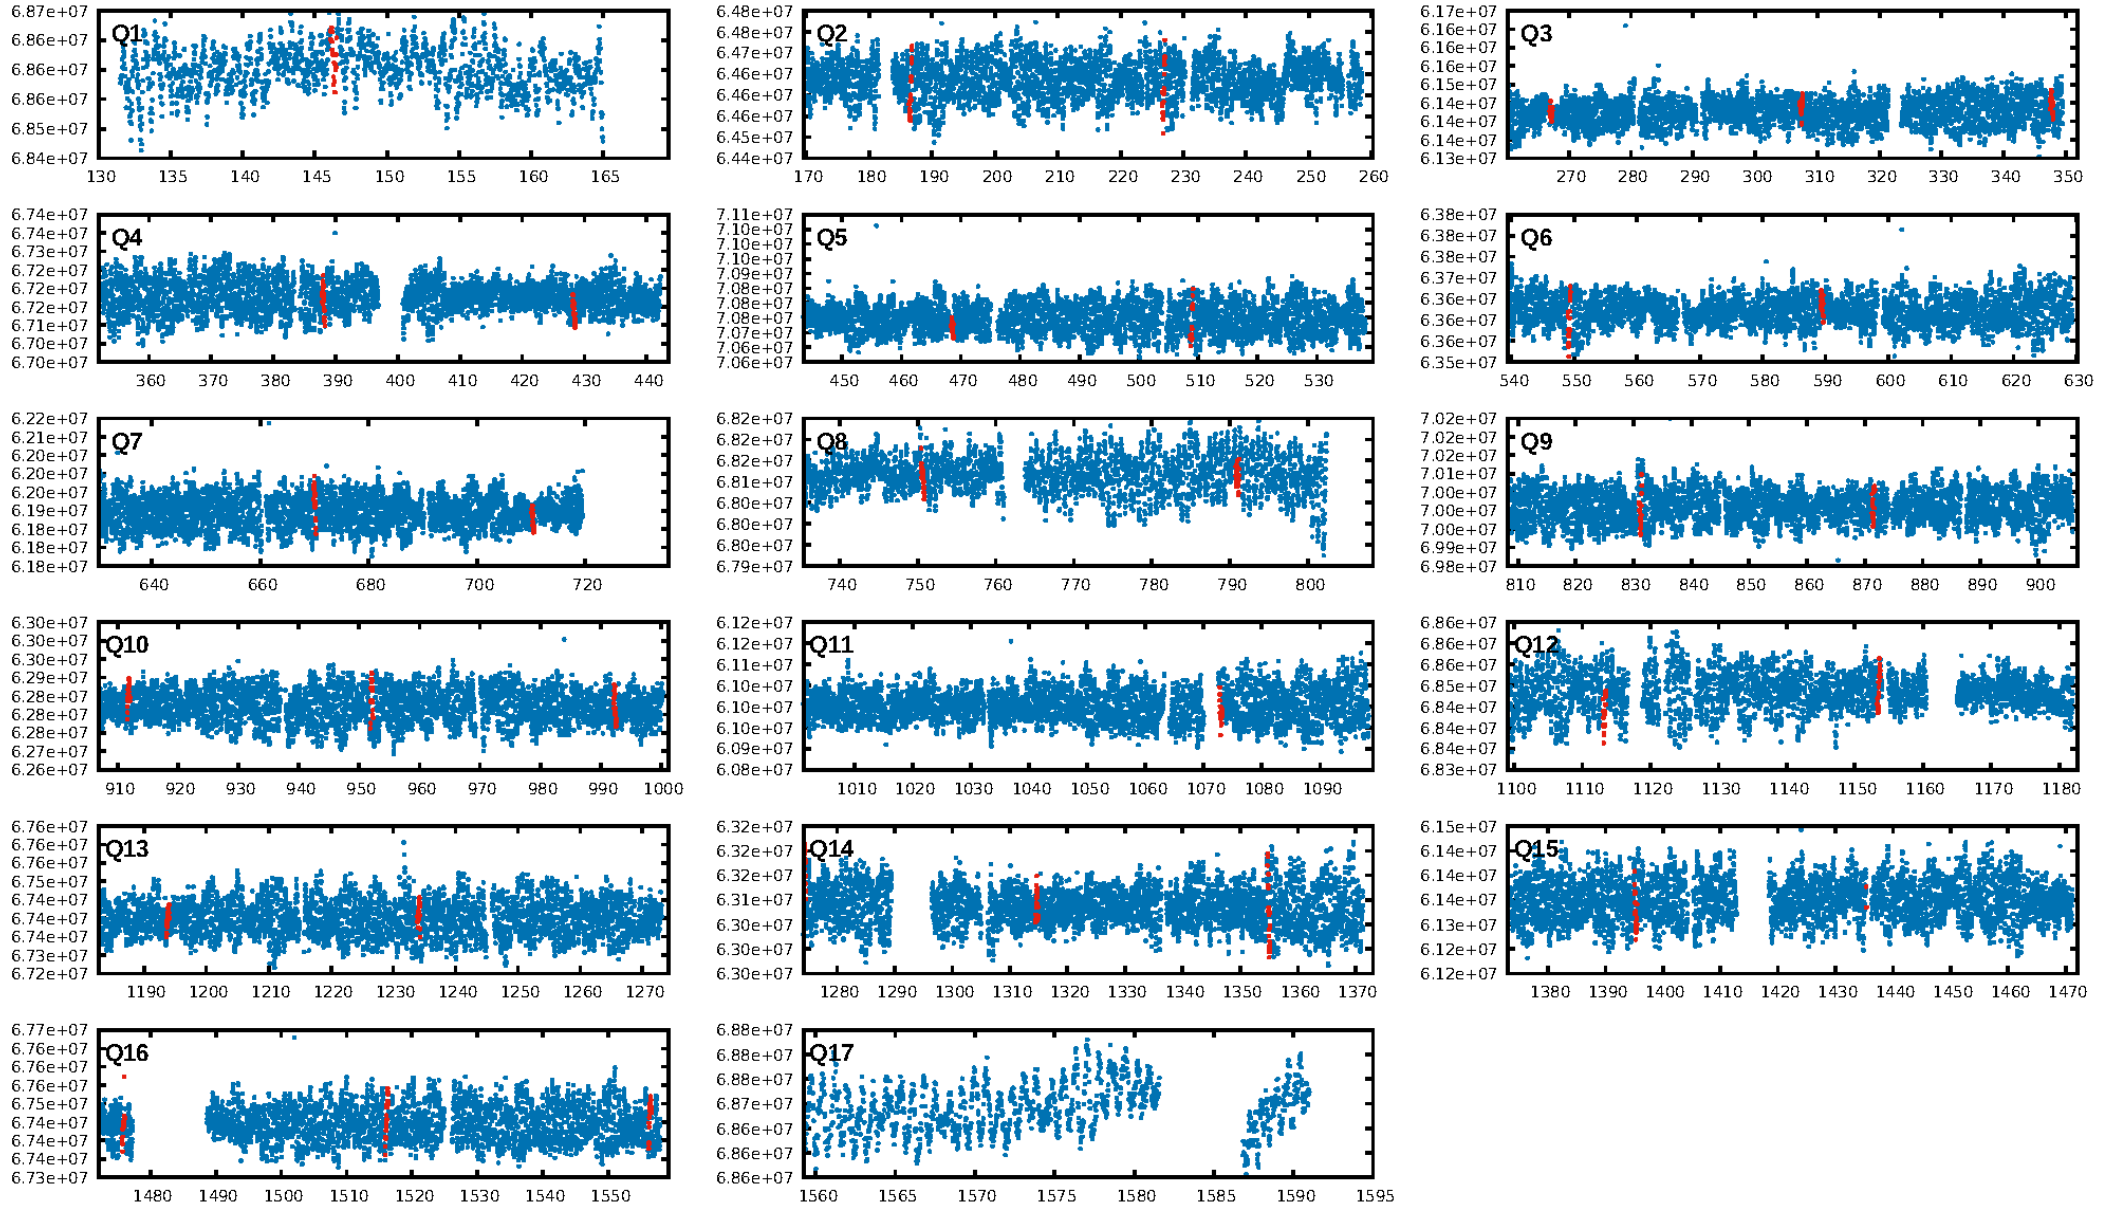 6.87e+07 6.86e+07 6.86e+07 6.86e+07 6.85e+07 6.84e+07
Q1
130 135 140 145 150 155 160 165
6.48e+07 6.48e+07 6.47e+07 6.46e+07 6.46e+07 6.46e+07 6.45e+07 6.44e+07
Q2
170 180 190 200 210 220 230 240 250 260
6.17e+07 6.16e+07 6.16e+07 6.16e+07 6.15e+07 6.14e+07 6.14e+07 6.14e+07 6.13e+07
Q3
270 280 290 300 310 320 330 340 350
6.74e+07 6.74e+07 6.73e+07 6.72e+07 6.72e+07 6.72e+07 6.71e+07 6.70e+07 6.70e+07
Q4
360 370 380 390 400 410 420 430 440
7.11e+07 7.10e+07 7.10e+07 7.09e+07 7.09e+07 7.08e+07 7.08e+07 7.07e+07 7.06e+07 7.06e+07
Q5
450 460 470 480 490 500 510 520 530
6.38e+07 6.38e+07 6.38e+07 6.37e+07 6.36e+07 6.36e+07 6.36e+07 6.35e+07
Q6
540 550 560 570 580 590 600 610 620 630
6.22e+07 6.21e+07 6.20e+07 6.20e+07 6.20e+07 6.19e+07 6.18e+07 6.18e+07 6.18e+07
Q7
640 660 680 700 720
6.82e+07 6.82e+07 6.82e+07 6.81e+07 6.80e+07 6.80e+07 6.80e+07 6.79e+07
Q8
740 750 760 770 780 790 800
7.02e+07 7.02e+07 7.02e+07 7.01e+07 7.00e+07 7.00e+07 7.00e+07 6.99e+07 6.98e+07
Q9
810 820 830 840 850 860 870 880 890 900
6.30e+07 6.30e+07 6.30e+07 6.29e+07 6.28e+07 6.28e+07 6.28e+07 6.27e+07 6.26e+07
Q10
910 920 930 940 950 960 970 980 990 1000
6.12e+07 6.12e+07 6.11e+07 6.10e+07 6.10e+07 6.10e+07 6.09e+07 6.08e+07
Q11
1010 1020 1030 1040 1050 1060 1070 1080 1090
6.86e+07 6.86e+07 6.86e+07 6.85e+07 6.84e+07 6.84e+07 6.84e+07 6.83e+07
Q12
1100 1110 1120 1130 1140 1150 1160 1170 1180
6.76e+07 6.76e+07 6.76e+07 6.75e+07 6.74e+07 6.74e+07 6.74e+07 6.73e+07 6.72e+07
Q13
1190 1200 1210 1220 1230 1240 1250 1260 1270
6.32e+07 6.32e+07 6.32e+07 6.31e+07 6.30e+07 6.30e+07 6.30e+07
Q14
1280 1290 1300 1310 1320 1330 1340 1350 1360 1370
6.15e+07 6.14e+07 6.14e+07 6.14e+07 6.13e+07 6.12e+07 6.12e+07
Q15
1380 1390 1400 1410 1420 1430 1440 1450 1460 1470
6.77e+07 6.76e+07 6.76e+07 6.76e+07 6.75e+07 6.74e+07 6.74e+07 6.74e+07 6.73e+07
Q16
1480 1490 1500 1510 1520 1530 1540 1550
6.88e+07 6.88e+07 6.88e+07 6.87e+07 6.86e+07 6.86e+07 6.86e+07
Q17
1560 1565 1570 1575 1580 1585 1590 1595